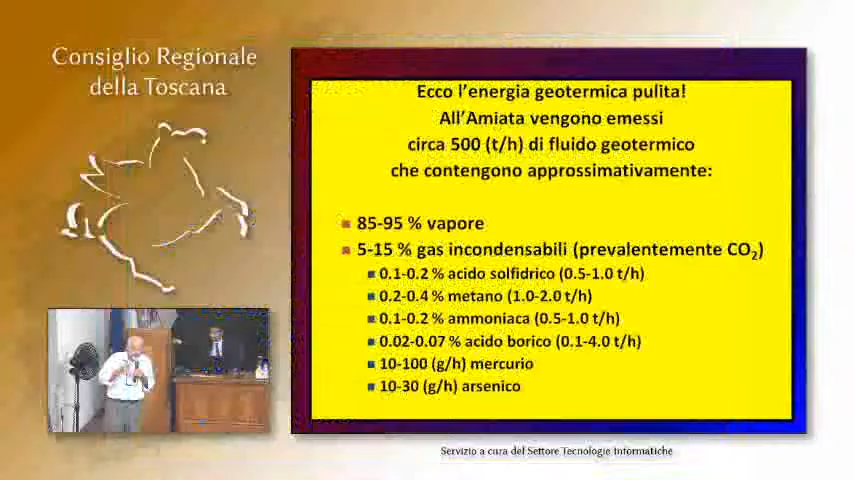 Consiglio Regionale
della Toscana
Ecco l'energia geotermica pulita!
All'Amiata vengono emessi
circa 500 (t/h) di fluido geotermico
che contengono approssimativamente:
85-95 % vapore
5-15 % gas incondensabili (prevalentemente CO2)
0.1-0.2 % acido solfidrico (0.5-1.0 t/h)
0.2-0.4 % metano (1.0-2.0 t/h)
0.1-0.2 % ammoniaca (0.5-1.0 t/h)
0.02-0.07 % acido borico (0.1-4.0 t/h)
10-100 (g/h) mercurio
10-30 (g/h) arsenico
Servizio a cura del Settore Tecnologie Informatiche